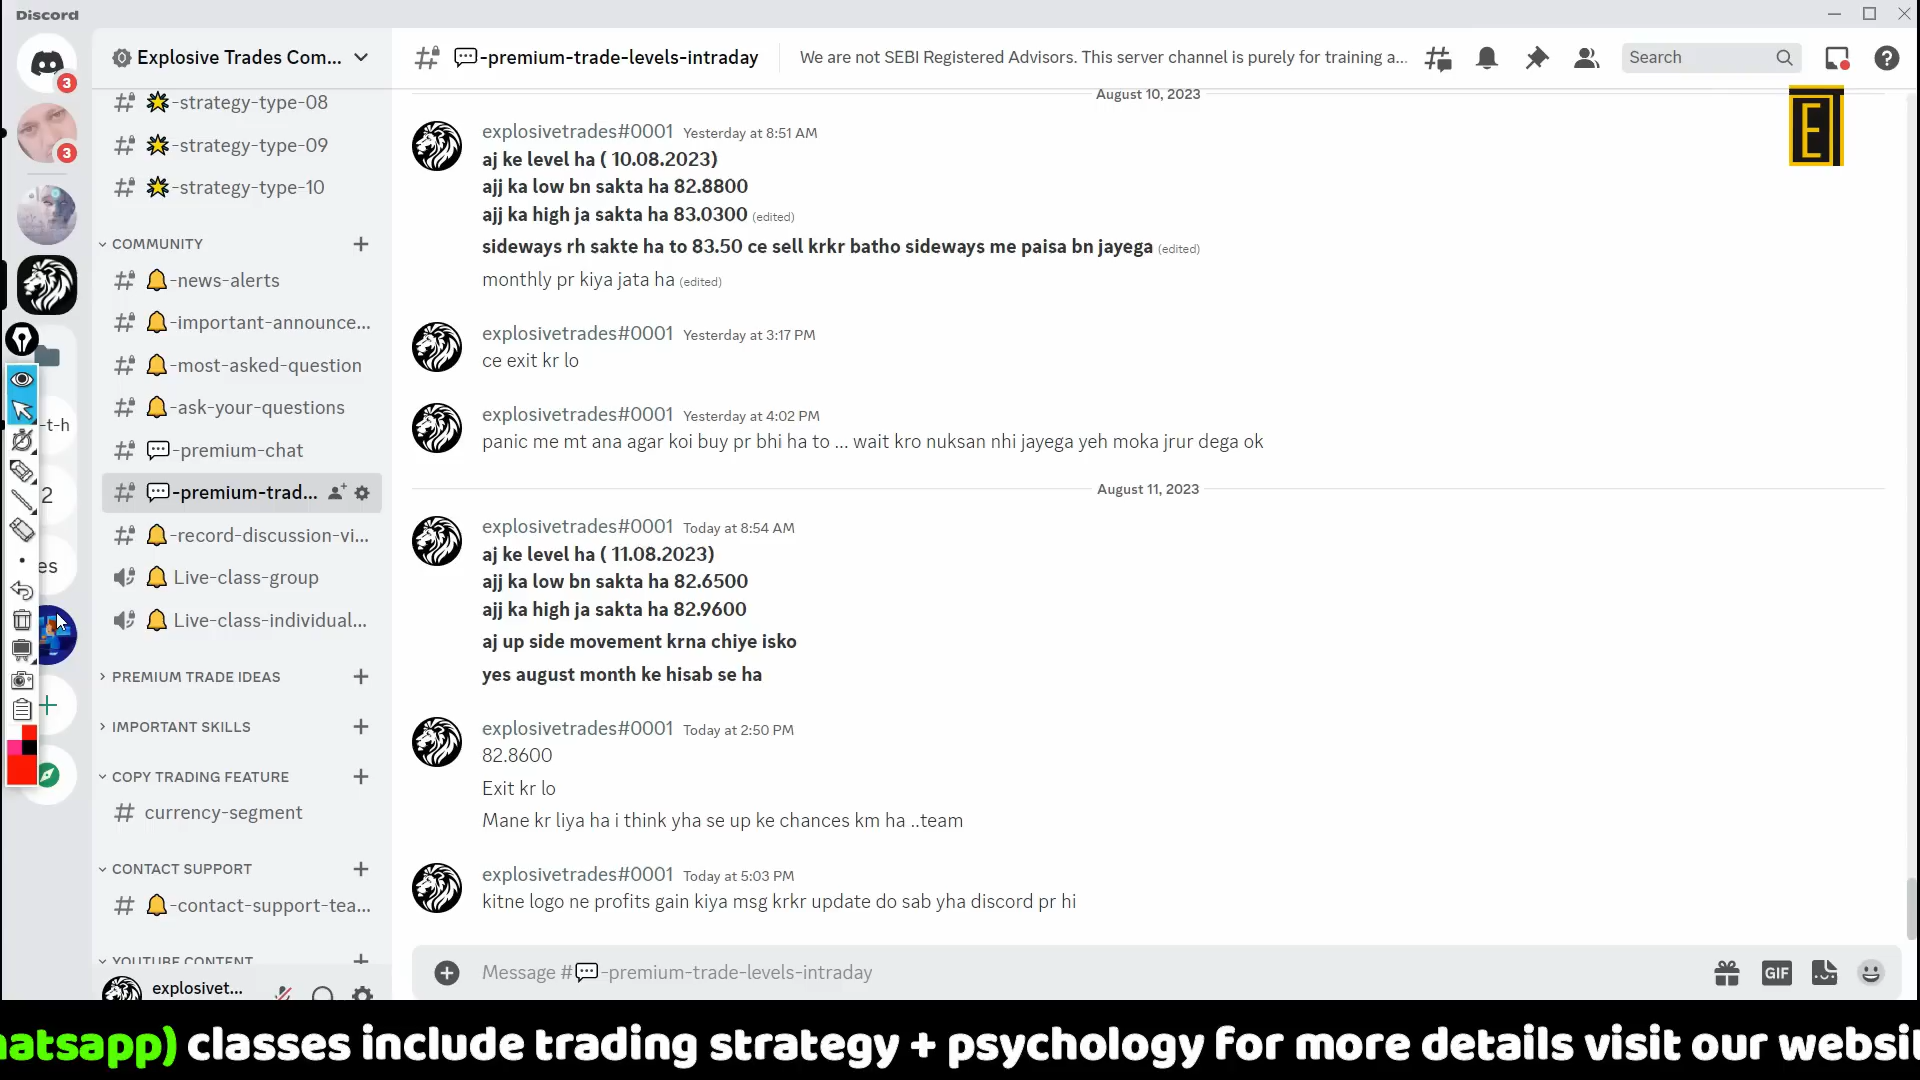 Discord
Explosive Trades Com...
-premium-trade-levels-intraday
We are not SEBI Registered Advisors. This server channel is purely for training a...
Search
3
3
-t-h
2
es
-strategy-type-08
-strategy-type-09
-strategy-type-10
COMMUNITY
-news-alerts
-important-announce...
-most-asked-question
-ask-your-questions
-premium-chat
-premium-trad...
-record-discussion-vi...
Live-class-group
Live-class-individual...
PREMIUM TRADE IDEAS
IMPORTANT SKILLS
COPY TRADING FEATURE
currency-segment
CONTACT SUPPORT
-contact-support-tea...
YOUTUBE CONTENT
explosivet...
August 10, 2023
explosivetrades#0001 Yesterday at 8:51 AM
aj ke level ha ( 10.08.2023)
ajj ka low bn sakta ha 82.8800
ajj ka high ja sakta ha 83.0300 (edited)
sideways rh sakte ha to 83.50 ce sell krkr batho sideways me paisa bn jayega (edited)
monthly pr kiya jata ha (edited)
explosivetrades#0001 Yesterday at 3:17 PM
ce exit kr lo
explosivetrades#0001 Yesterday at 4:02 PM
panic me mt ana agar koi buy pr bhi ha to ... wait kro nuksan nhi jayega yeh moka jrur dega ok
August 11, 2023
explosivetrades#0001 Today at 8:54 AM
aj ke level ha ( 11.08.2023)
ajj ka low bn sakta ha 82.6500
ajj ka high ja sakta ha 82.9600
aj up side movement krna chiye isko
yes august month ke hisab se ha
explosivetrades#0001 Today at 2:50 PM
82.8600
Exit kr lo
Mane kr liya ha i think yha se up ke chances km ha ..team
explosivetrades#0001 Today at 5:03 PM
kitne logo ne profits gain kiya msg krkr update do sab yha discord pr hi
Message #-premium-trade-levels-intraday
GIF
ET
hatsapp) classes include trading strategy + psychology for more details visit our websit